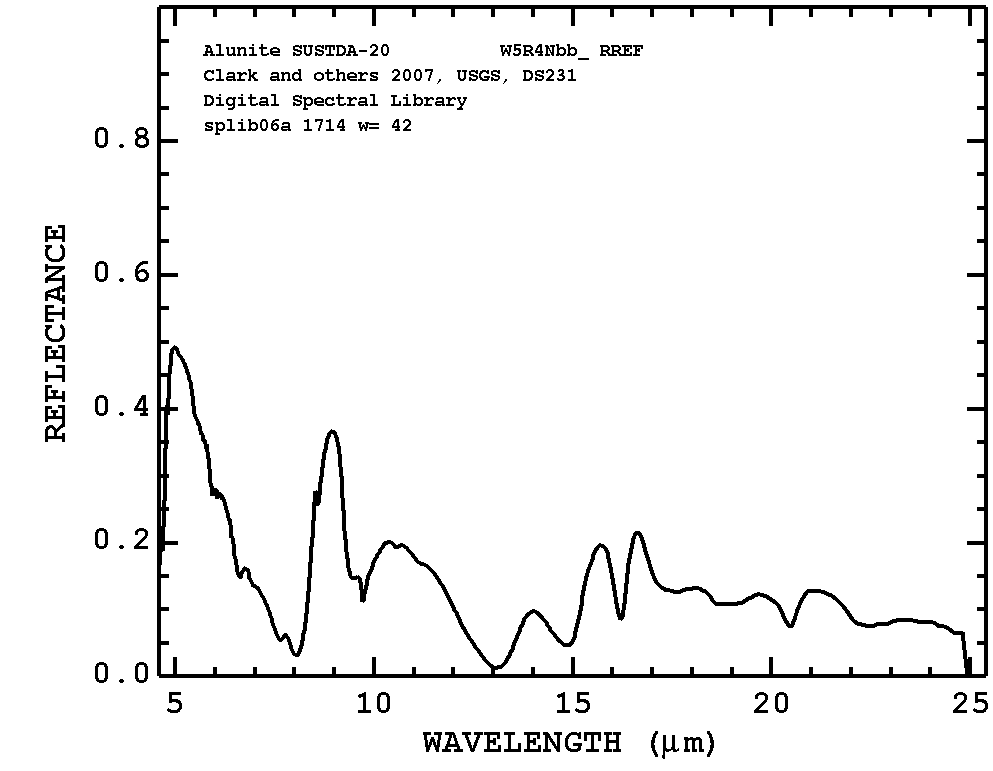 Alunite SUSTDA-20 W5R4Nbb_ RREF
Clark and others 2007, USGS, DS231
Digital Spectral Library
splib06a 1714 w= 42
0.8
0.6
0.4
0.2
0.0
REFLECTANCE
5 10 15 20 25
WAVELENGTH (μm)